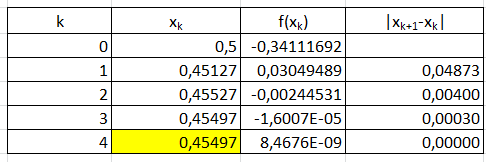 k xk f(xk) |xk+1-xk|
0 0,5 -0,34111692
1 0,45127 0,03049489 0,04873
2 0,45527 -0,00244531 0,00400
3 0,45497 -1,6007E-05 0,00030
4 0,45497 8,4676E-09 0,00000